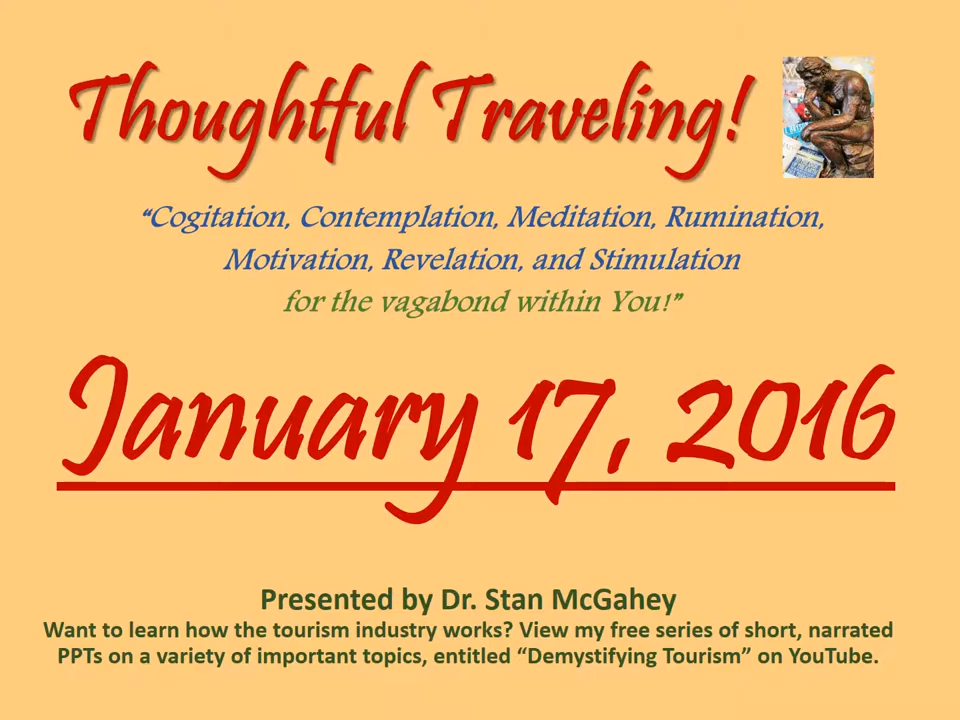 Thoughtful Traveling!
“Cogitation, Contemplation, Meditation, Rumination,
Motivation, Revelation, and Stimulation
for the vagabond within You!”
January 17, 2016
Presented by Dr. Stan McGahey
Want to learn how the tourism industry works? View my free series of short, narrated
PPTs on a variety of important topics, entitled “Demystifying Tourism” on YouTube.